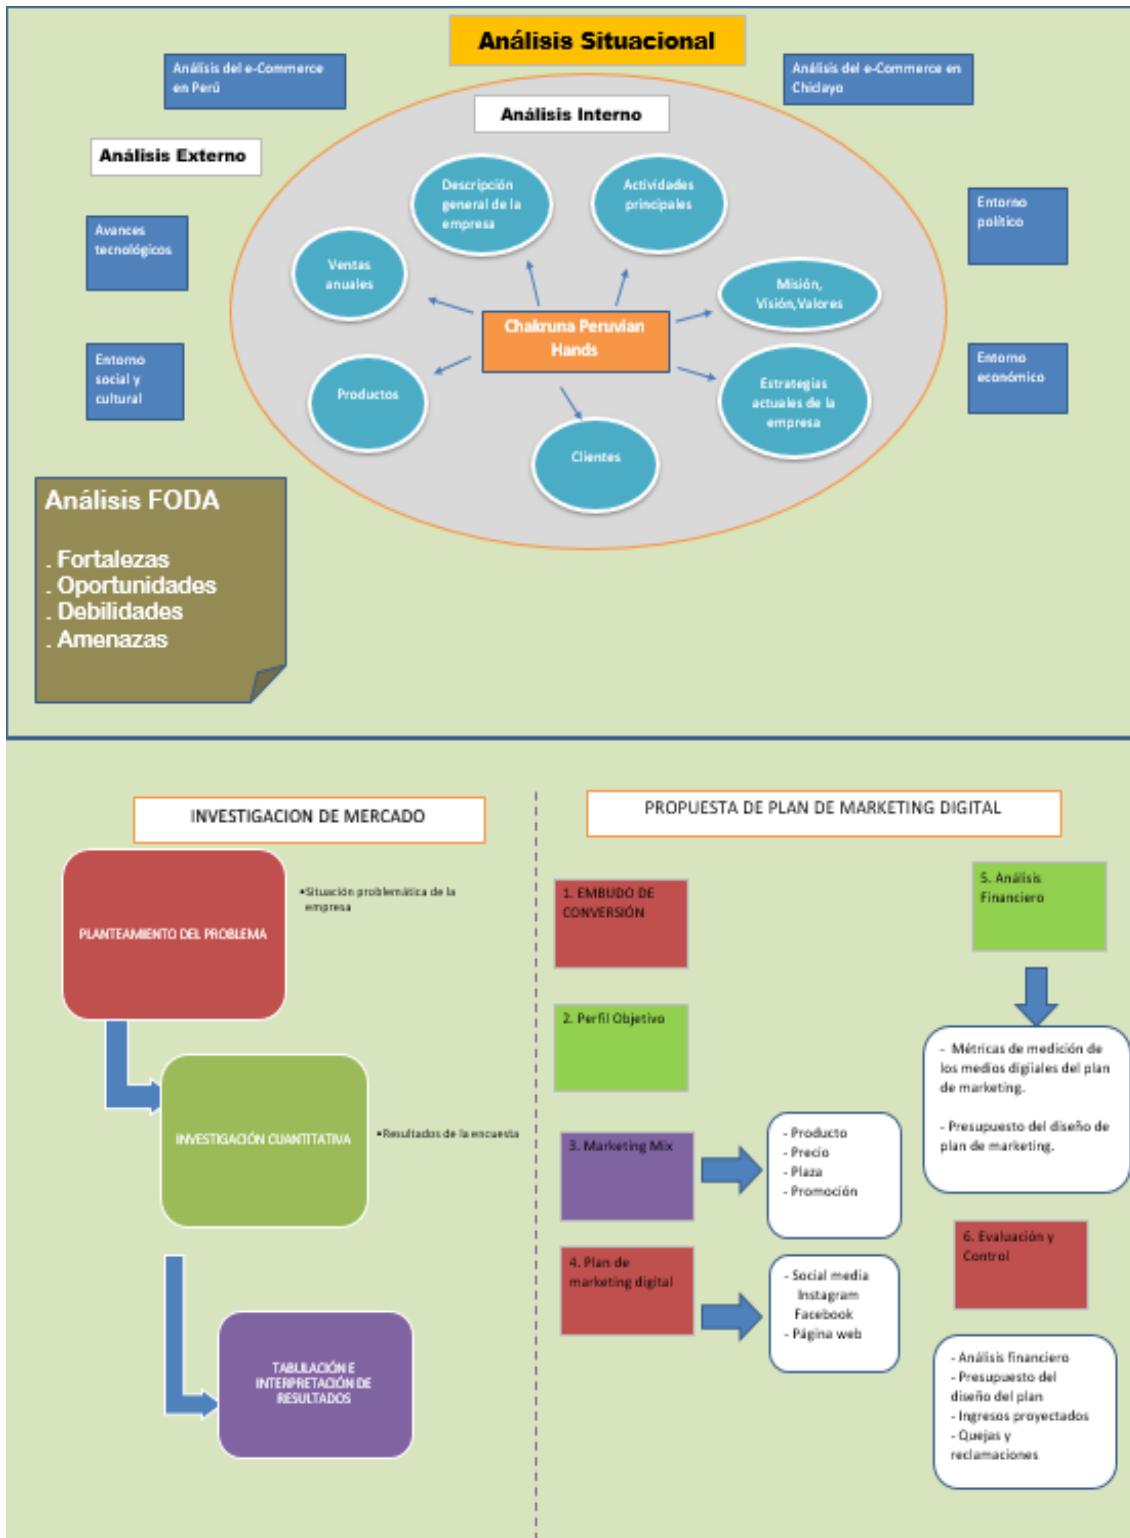 Análisis Situacional
Análisis del e-Commerce
en Perú
Análisis del e-Commerce en
Chiclayo
Análisis Interno
Análisis Externo
Descripción
general de la
empresa
Actividades
principales
Avances
tecnológicos
Entorno
político
Ventas
anuales
Misión,
Visión,Valores
Chakruna Peruvian
Hands
Entorno
social y
cultural
Entorno
económico
Productos
Estrategias
actuales de la
empresa
Clientes
Análisis FODA
. Fortalezas
. Oportunidades
. Debilidades
. Amenazas
INVESTIGACION DE MERCADO
PLANTEAMIENTO DEL PROBLEMA
•Situación problemática de la
empresa
INVESTIGACIÓN CUANTITATIVA
•Resultados de la encuesta
TABULACIÓN E
INTERPRETACIÓN DE
RESULTADOS
PROPUESTA DE PLAN DE MARKETING DIGITAL
1. EMBUDO DE
CONVERSIÓN
2. Perfil Objetivo
3. Marketing Mix
- Producto
- Precio
- Plaza
- Promoción
4. Plan de
marketing digital
- Social media
Instagram
Facebook
- Página web
5. Análisis
Financiero
- Métricas de medición de
los medios digiiales del plan
de marketing.
- Presupuesto del diseño de
plan de marketing.
6. Evaluación y
Control
- Análisis financiero
- Presupuesto del
diseño del plan
- Ingresos proyectados
- Quejas y
reclamaciones